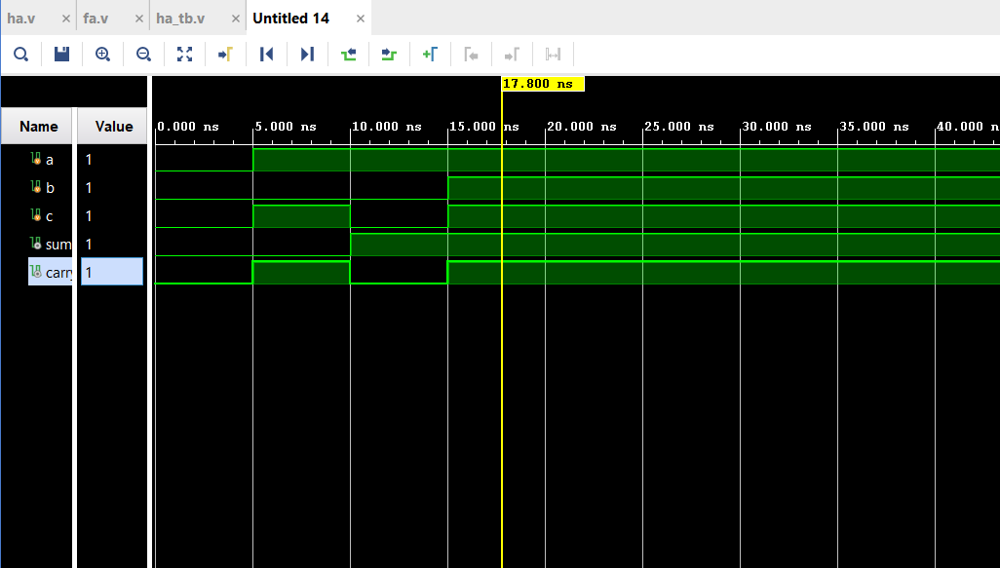 ha.v × fa.v × ha_tb.v × Untitled 14 ×
17.800 ns
Name Value
0.000 ns 5.000 ns 10.000 ns 15.000 ns 20.000 ns 25.000 ns 30.000 ns 35.000 ns 40.000 n
a 1
b 1
c 1
sum 1
carry 1